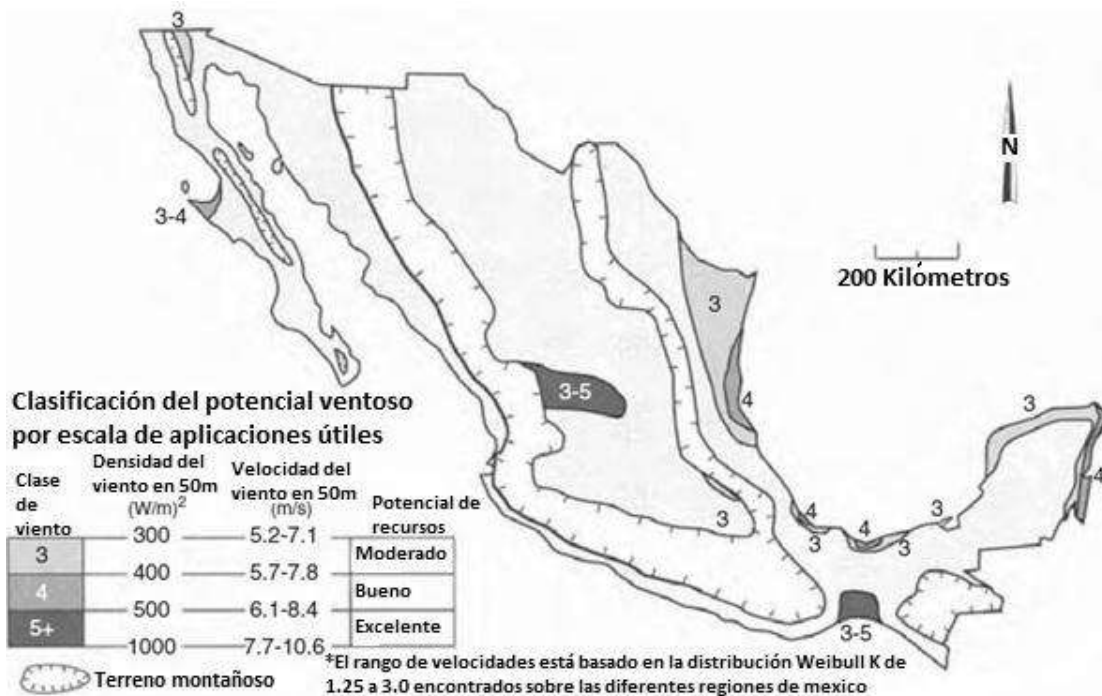 3
N
3-4
200 Kilómetros
3
3-5
4
3
4
Clasificación del potencial ventoso
por escala de aplicaciones útiles
Clase de viento
Densidad del viento en 50m (W/m)²
Velocidad del viento en 50m (m/s)
Potencial de recursos
300 5.2-7.1
3 Moderado
400 5.7-7.8
4 Bueno
500 6.1-8.4
5+ Excelente
1000 7.7-10.6
3
4
3
4
3
3
3-5
Terreno montañoso
*El rango de velocidades está basado en la distribución Weibull K de
1.25 a 3.0 encontrados sobre las diferentes regiones de mexico